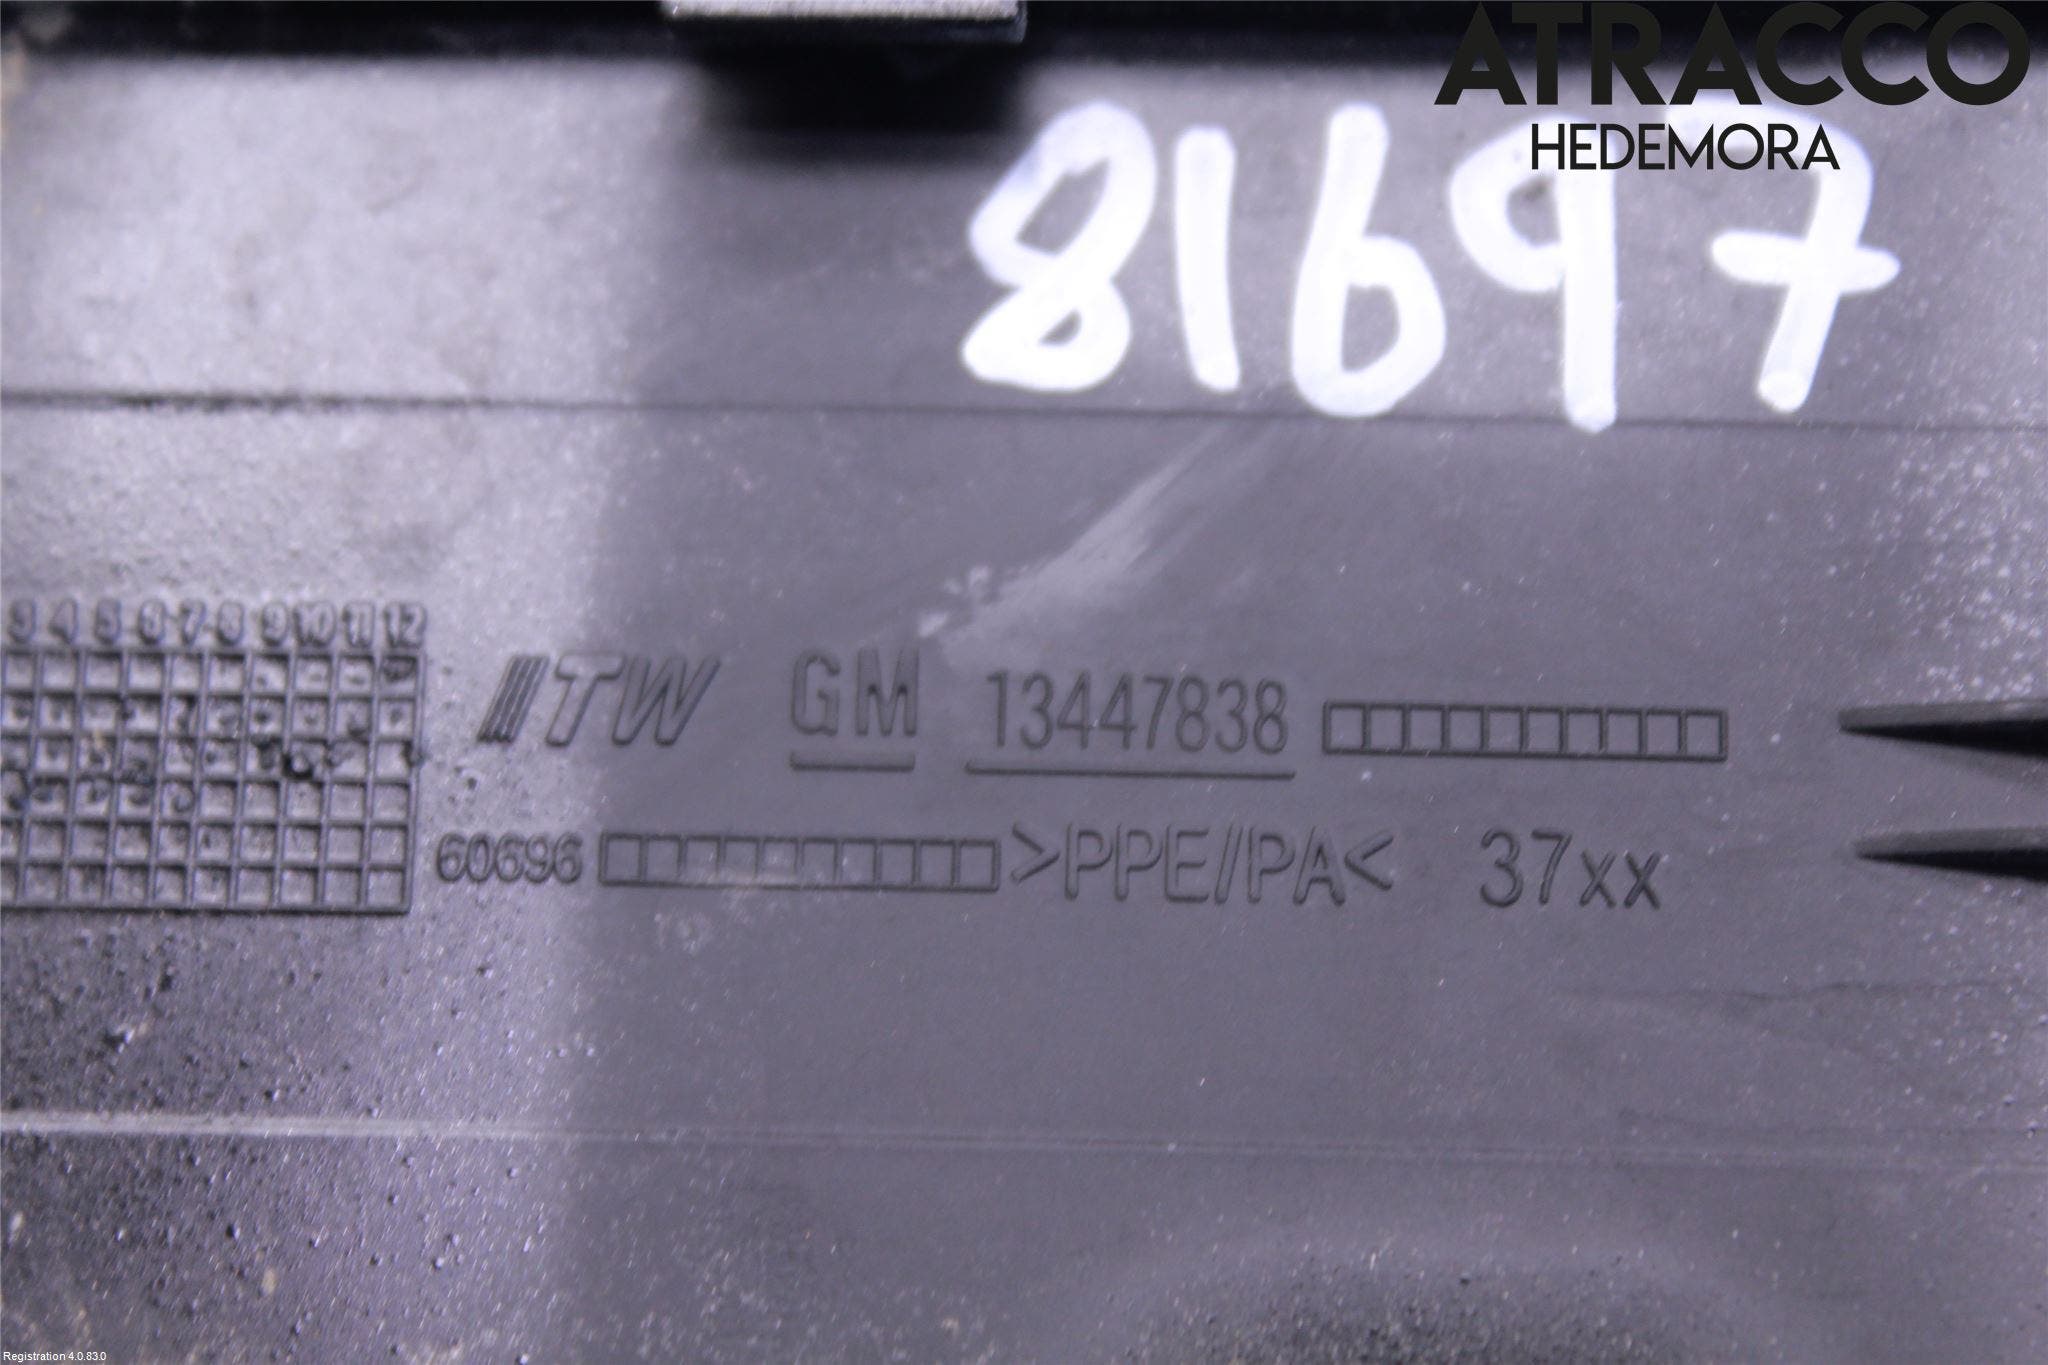 ATRACCO
HEDEMORA
81697
3 4 5 6 7 8 9 10 11 12
ITW GM 13447838
60696 >PPE/PA< 37xx
Registration 4.0.83.0